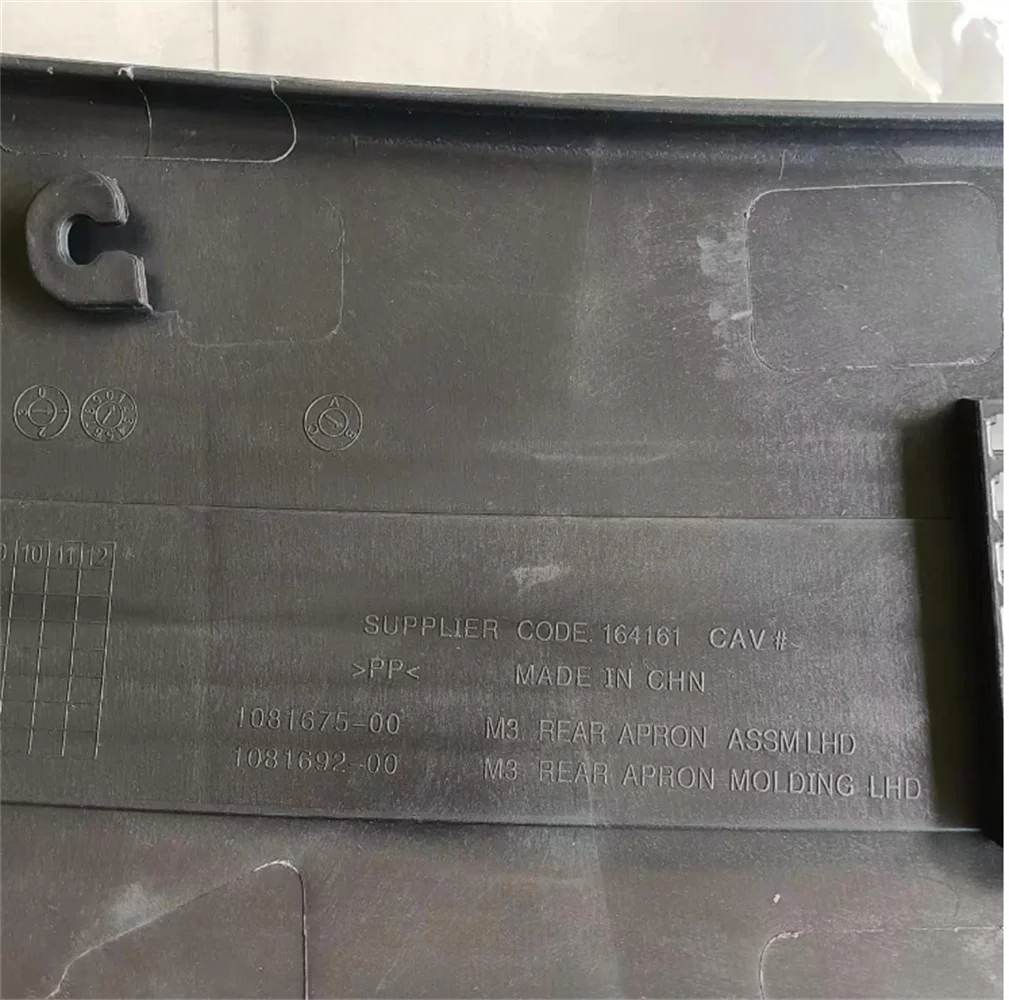 10 11 12
SUPPLIER CODE: 164161 CAV#
>PP< MADE IN CHN
1081675-00 M3 REAR APRON ASSM LHD
1081692-00 M3 REAR APRON MOLDING LHD